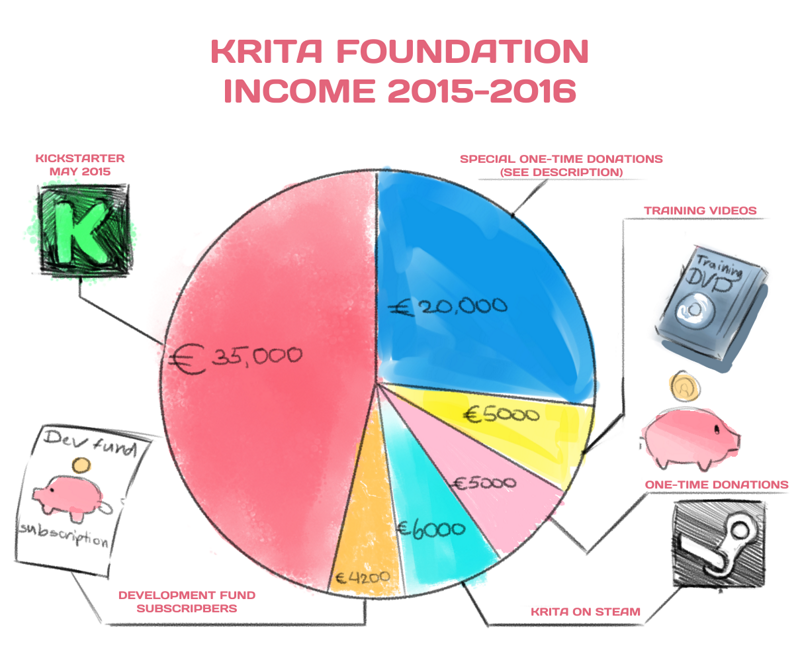 KRITA FOUNDATION
INCOME 2015-2016
KICKSTARTER
MAY 2015
K
SPECIAL ONE-TIME DONATIONS
(SEE DESCRIPTION)
TRAINING VIDEOS
Training
DVD
€20,000
€ 35,000
€5000
€5000
€6000
€4200
Dev fund
subscription
ONE-TIME DONATIONS
DEVELOPMENT FUND
SUBSCRIPBERS
KRITA ON STEAM